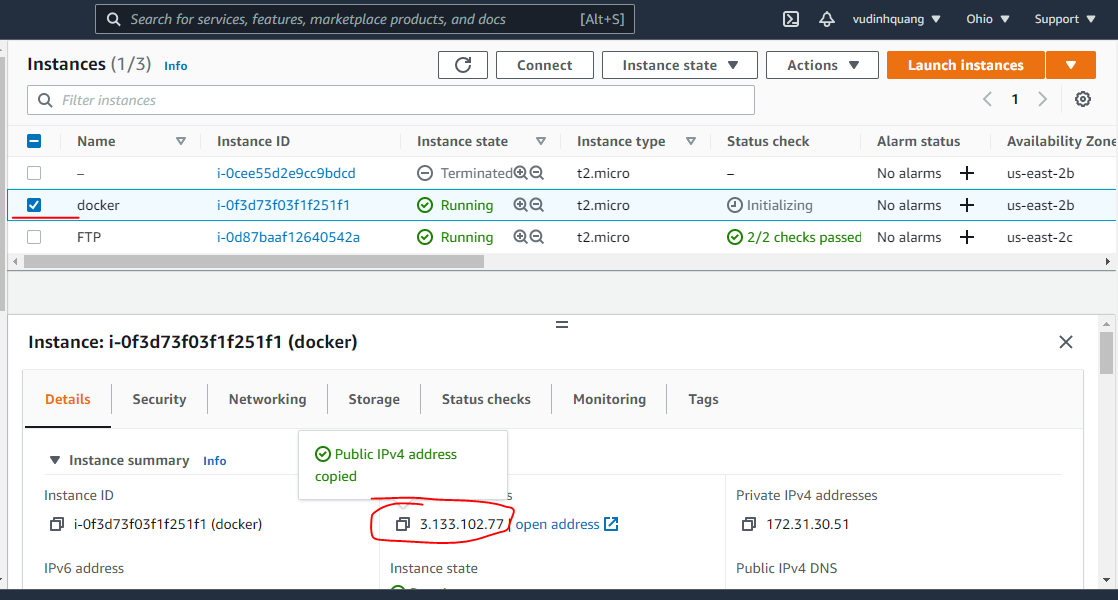 Search for services, features, marketplace products, and docs [Alt+S] vudinhquang Ohio Support
Instances (1/3) Info Connect Instance state Actions Launch instances
Filter instances 1
Name Instance ID Instance state Instance type Status check Alarm status Availability Zone
– i-0cee55d2e9cc9bdcd Terminated t2.micro – No alarms us-east-2b
docker i-0f3d73f03f1f251f1 Running t2.micro Initializing No alarms us-east-2b
FTP i-0d87baaf12640542a Running t2.micro 2/2 checks passed No alarms us-east-2c
Instance: i-0f3d73f03f1f251f1 (docker)
Details Security Networking Storage Status checks Monitoring Tags
Public IPv4 address
Instance summary Info
copied
Instance ID Private IPv4 addresses
i-0f3d73f03f1f251f1 (docker) 3.133.102.77 | open address 172.31.30.51
IPv6 address Instance state Public IPv4 DNS